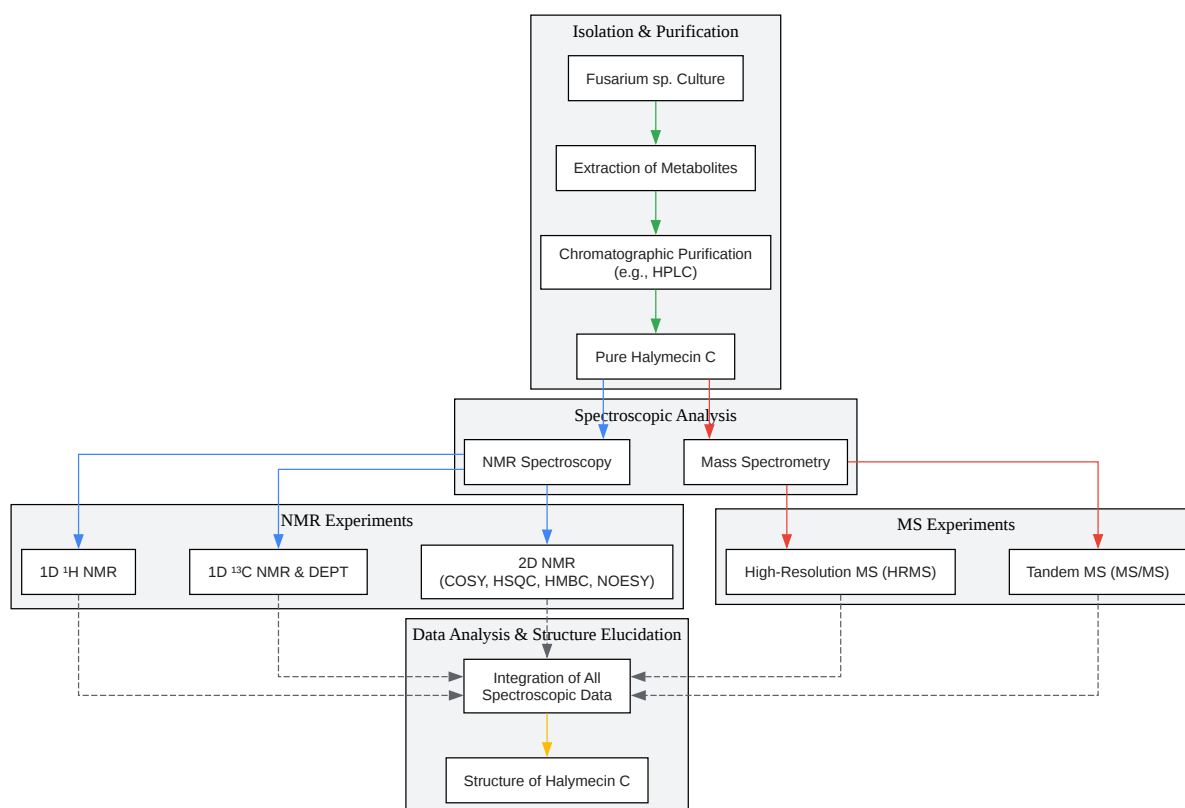 Isolation & Purification
Fusarium sp. Culture
Extraction of Metabolites
Chromatographic Purification
(e.g., HPLC)
Pure Halymecin C
Spectroscopic Analysis
NMR Spectroscopy
Mass Spectrometry
NMR Experiments
MS Experiments
1D ¹H NMR
1D ¹³C NMR & DEPT
2D NMR
(COSY, HSQC, HMBC, NOESY)
High-Resolution MS (HRMS)
Tandem MS (MS/MS)
Data Analysis & Structure Elucidation
Integration of All
Spectroscopic Data
Structure of Halymecin C